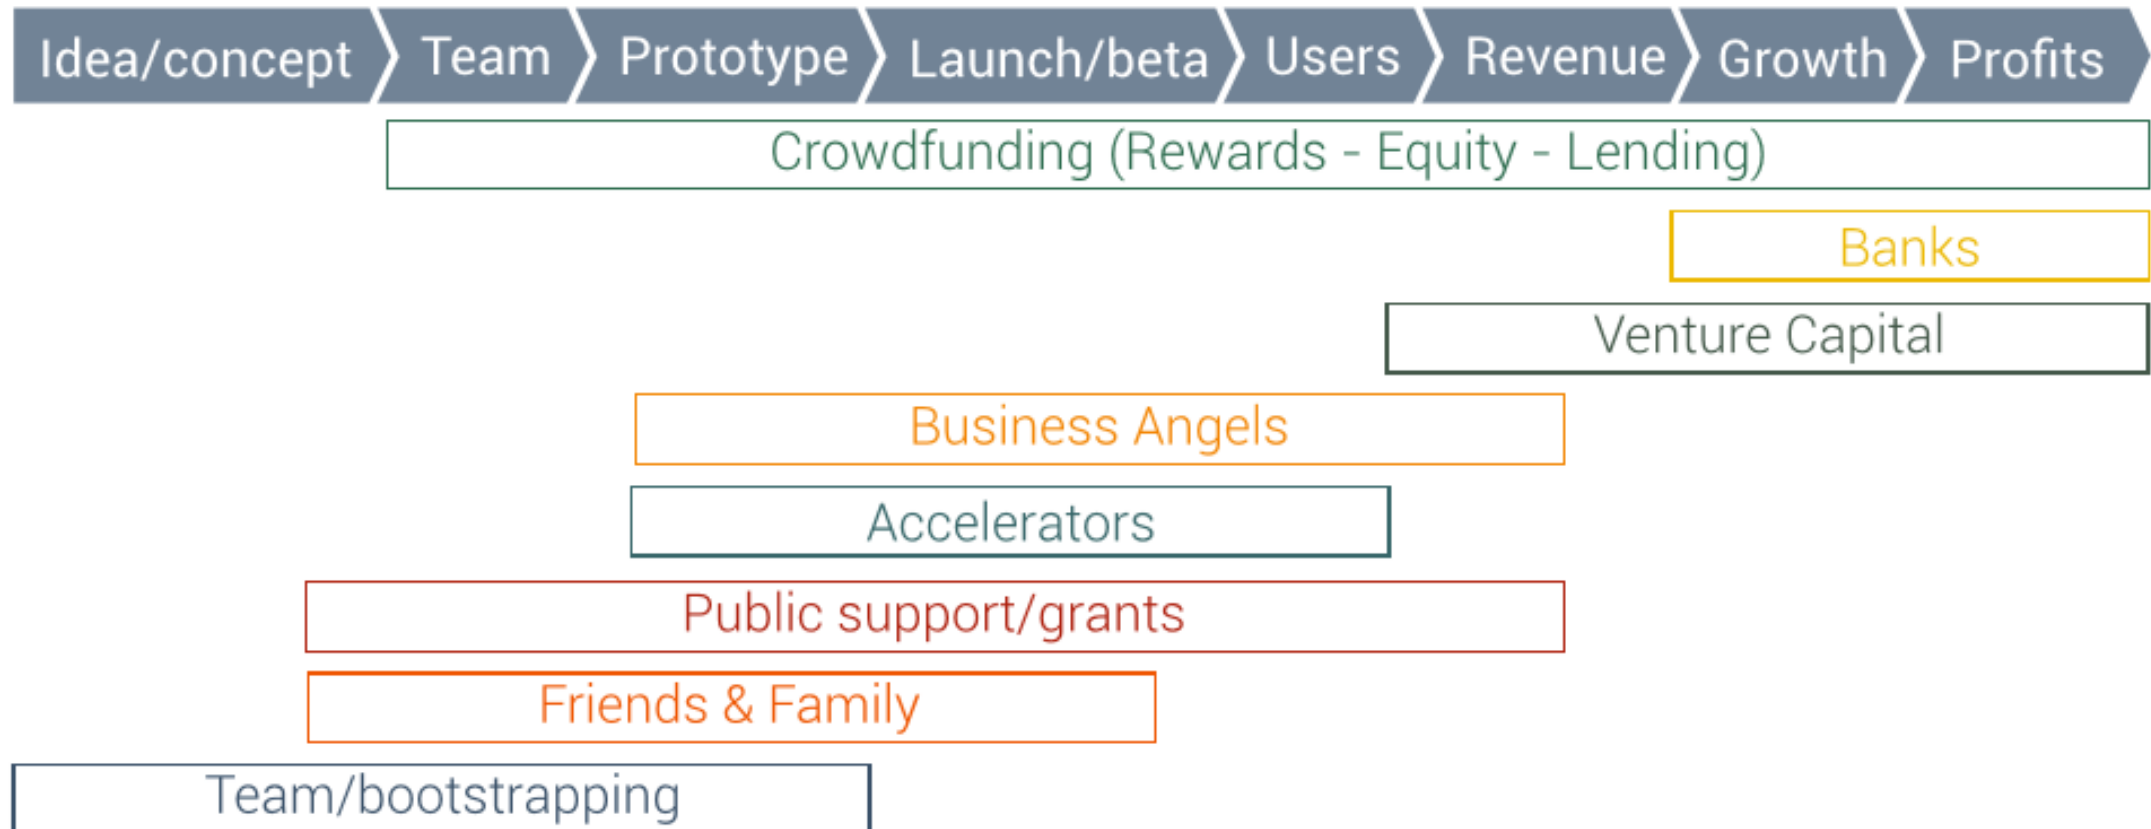 Idea/concept Team Prototype Launch/beta Users Revenue Growth Profits
Crowdfunding (Rewards - Equity - Lending)
Banks
Venture Capital
Business Angels
Accelerators
Public support/grants
Friends & Family
Team/bootstrapping